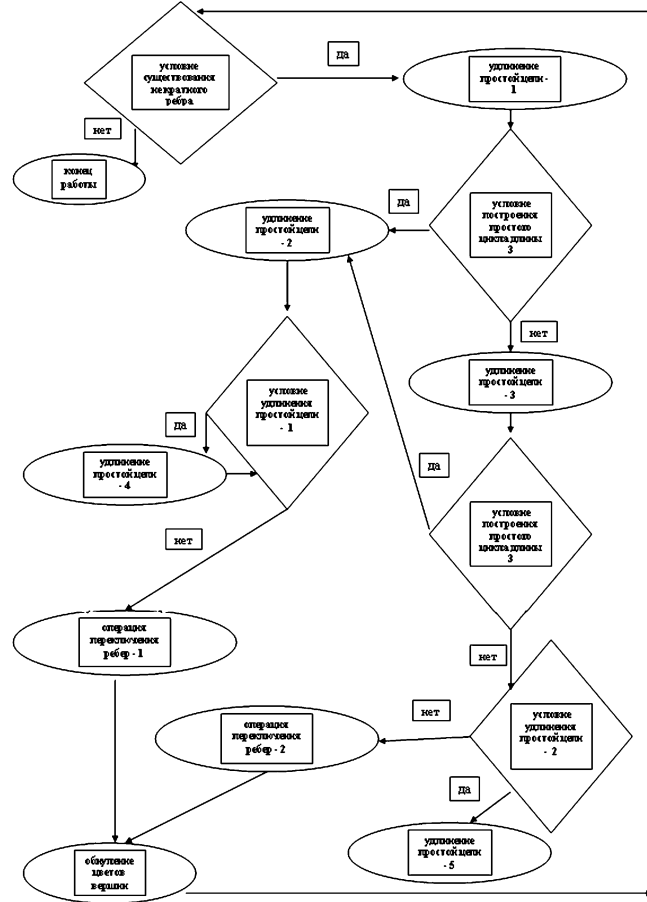 условие
существования
некратного
ребра
да
удлинение
простой цепи -
1
нет
конец
работы
условие
построения
простого
цикла длины
3
да
удлинение
простой цепи
- 2
нет
удлинение
простой цепи
- 3
условие
удлинения
простой цепи
- 1
да
удлинение
простой цепи
- 4
да
условие
построения
простого
цикла длины
3
нет
операция
переключения
ребер - 1
нет
условие
удлинения
простой цепи
- 2
нет
операция
переключения
ребер - 2
да
удлинение
простой цепи
- 5
обнуление
цветов
вершин